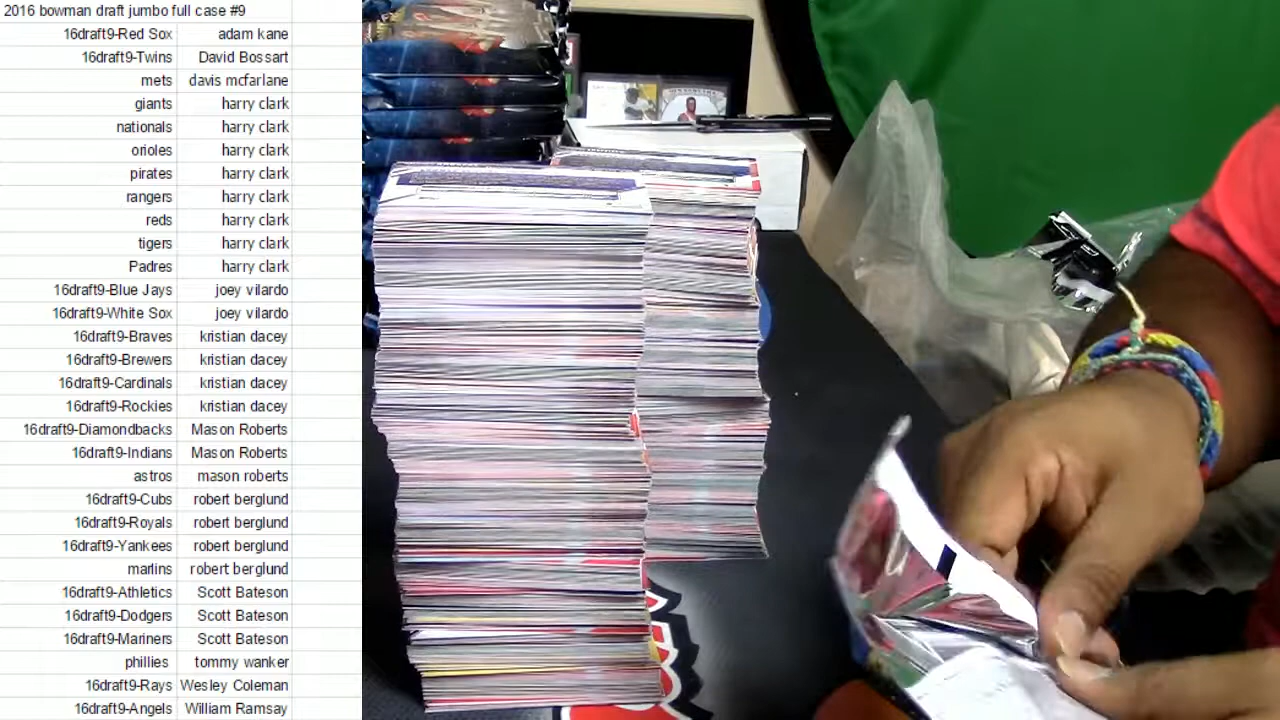 2016 bowman draft jumbo full case #9
16draft9-Red Sox adam kane
16draft9-Twins David Bossart
mets davis mcfarlane
giants harry clark
nationals harry clark
orioles harry clark
pirates harry clark
rangers harry clark
reds harry clark
tigers harry clark
Padres harry clark
16draft9-Blue Jays joey vilardo
16draft9-White Sox joey vilardo
16draft9-Braves kristian dacey
16draft9-Brewers kristian dacey
16draft9-Cardinals kristian dacey
16draft9-Rockies kristian dacey
16draft9-Diamondbacks Mason Roberts
16draft9-Indians Mason Roberts
astros mason roberts
16draft9-Cubs robert berglund
16draft9-Royals robert berglund
16draft9-Yankees robert berglund
marlins robert berglund
16draft9-Athletics Scott Bateson
16draft9-Dodgers Scott Bateson
16draft9-Mariners Scott Bateson
phillies tommy wanker
16draft9-Rays Wesley Coleman
16draft9-Angels William Ramsay